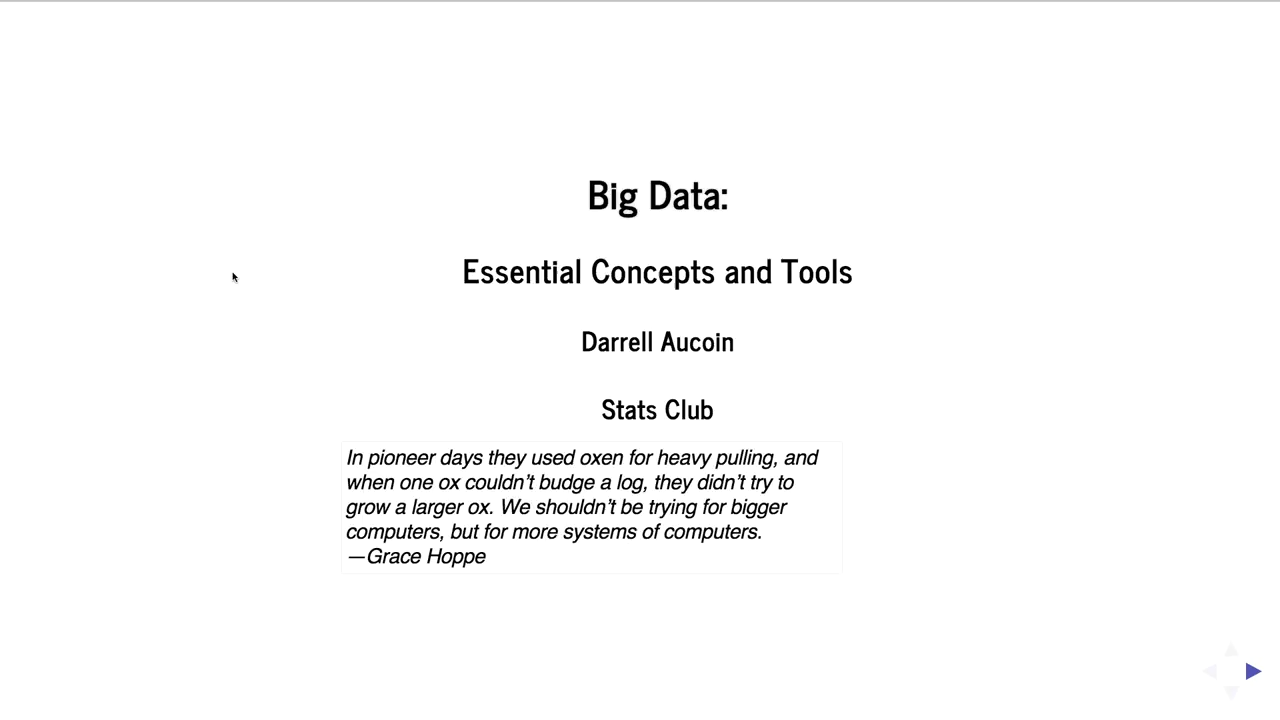 Big Data:
Essential Concepts and Tools
Darrell Aucoin
Stats Club
In pioneer days they used oxen for heavy pulling, and
when one ox couldn’t budge a log, they didn’t try to
grow a larger ox. We shouldn’t be trying for bigger
computers, but for more systems of computers.
—Grace Hoppe